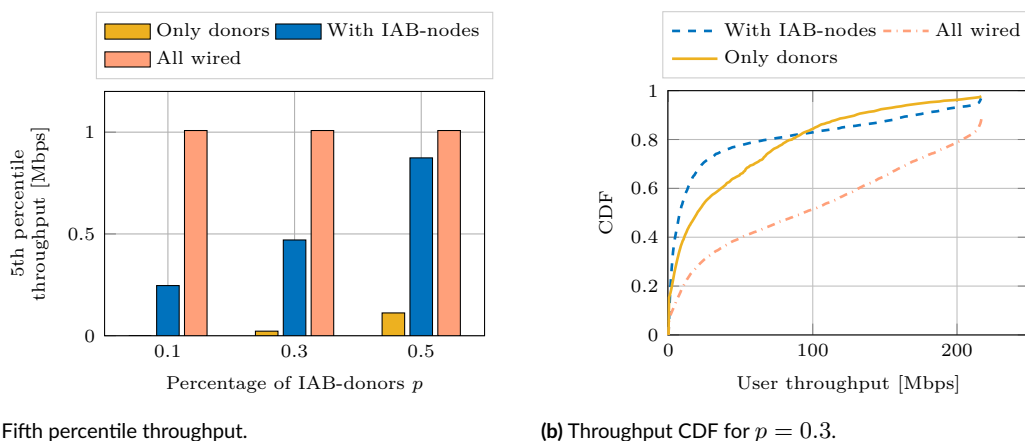 Only donors With IAB-nodes
All wired
5th percentile
throughput [Mbps]
1
0.5
0
0.1 0.3 0.5
Percentage of IAB-donors p
Fifth percentile throughput.
With IAB-nodes All wired
Only donors
CDF
1
0.8
0.6
0.4
0.2
0
0 100 200
User throughput [Mbps]
(b) Throughput CDF for p = 0.3.